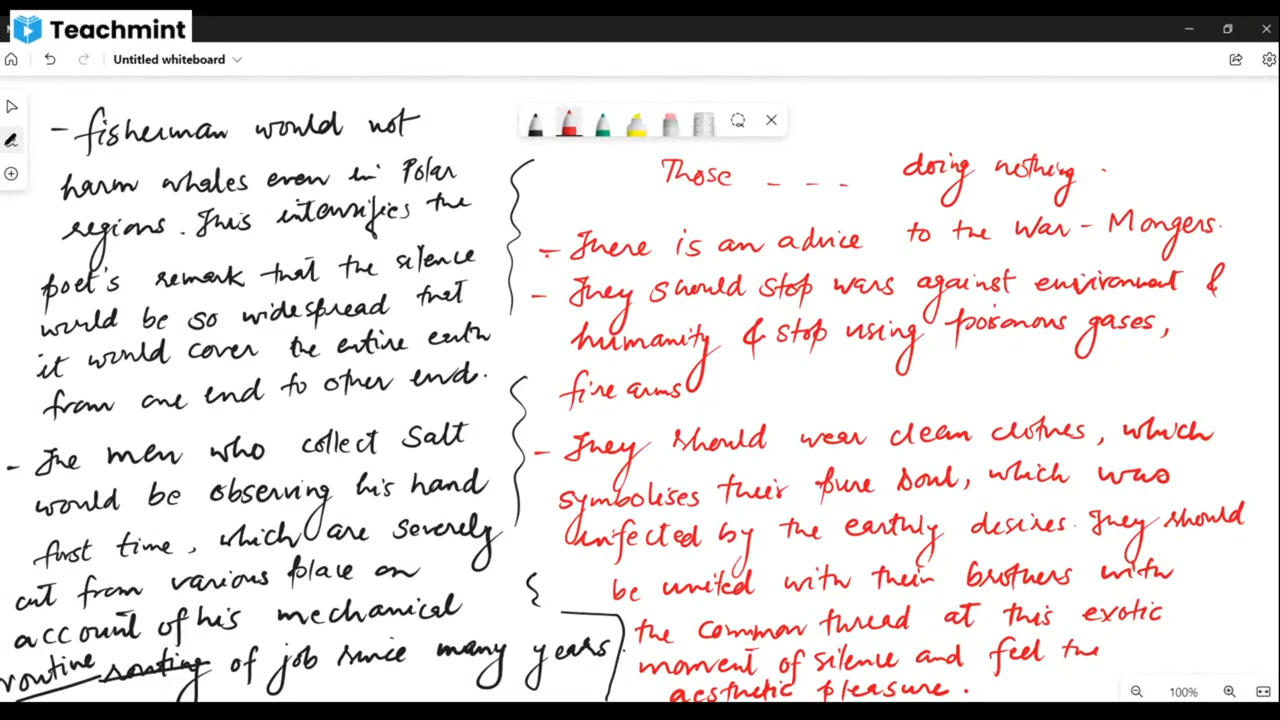 Teachmint
Untitled whiteboard
- fisherman would not
harm whales even in Polar
regions. This intensifies the
poet's remark that the silence
would be so widespread that
it would cover the entire earth
from one end to other end.
- The men who collect Salt
would be observing his hand
first time, which are severely
cut from various place on
account of his mechanical
routine routing of job since many years.
Those - - - doing nothing.
- There is an advice to the War - Mongers.
- They should stop wars against environment &
humanity & stop using poisonous gases,
fire arms
- They should wear clean clothes, which
symbolises their pure soul, which was
infected by the earthly desires. They should
be united with their brothers with
the common thread at this exotic
moment of silence and feel the
aesthetic pleasure.
100%